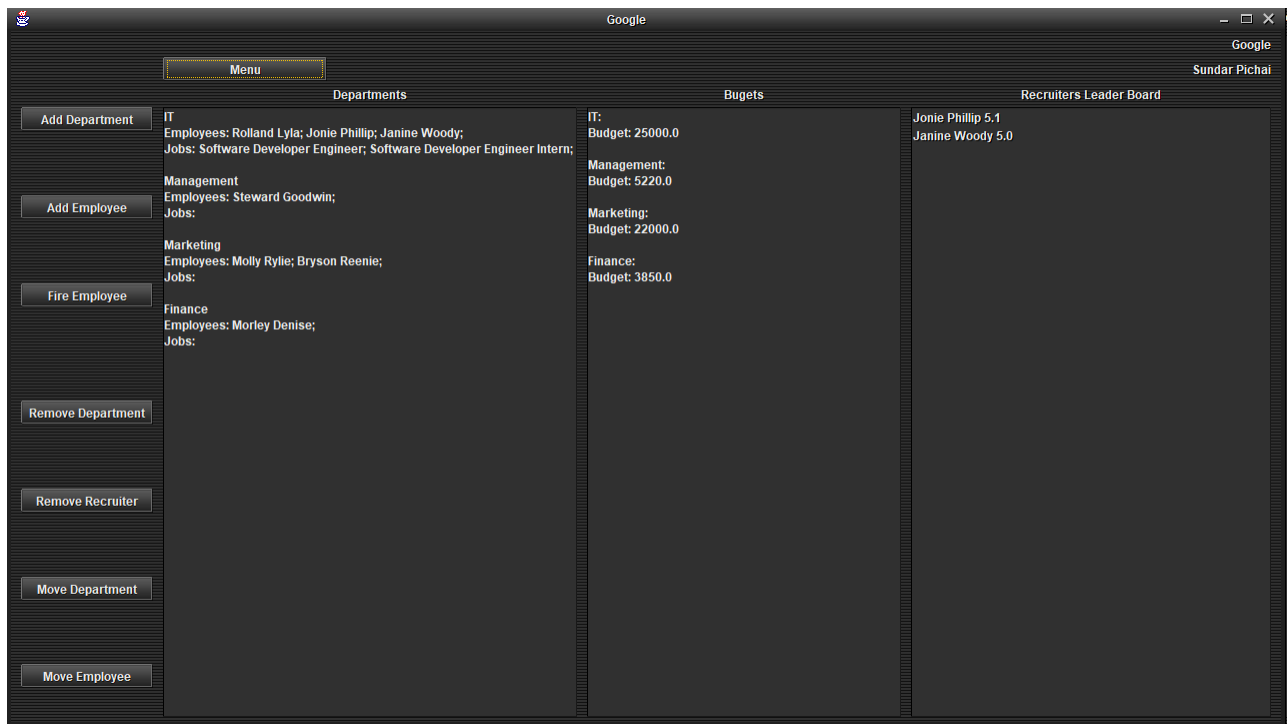 Google
Google
Menu
Sundar Pichai
Departments
Bugets
Recruiters Leader Board
Add Department
Add Employee
Fire Employee
Remove Department
Remove Recruiter
Move Department
Move Employee
IT
Employees: Rolland Lyla; Jonie Phillip; Janine Woody;
Jobs: Software Developer Engineer; Software Developer Engineer Intern;
Management
Employees: Steward Goodwin;
Jobs:
Marketing
Employees: Molly Rylie; Bryson Reenie;
Jobs:
Finance
Employees: Morley Denise;
Jobs:
IT:
Budget: 25000.0
Management:
Budget: 5220.0
Marketing:
Budget: 22000.0
Finance:
Budget: 3850.0
Jonie Phillip 5.1
Janine Woody 5.0